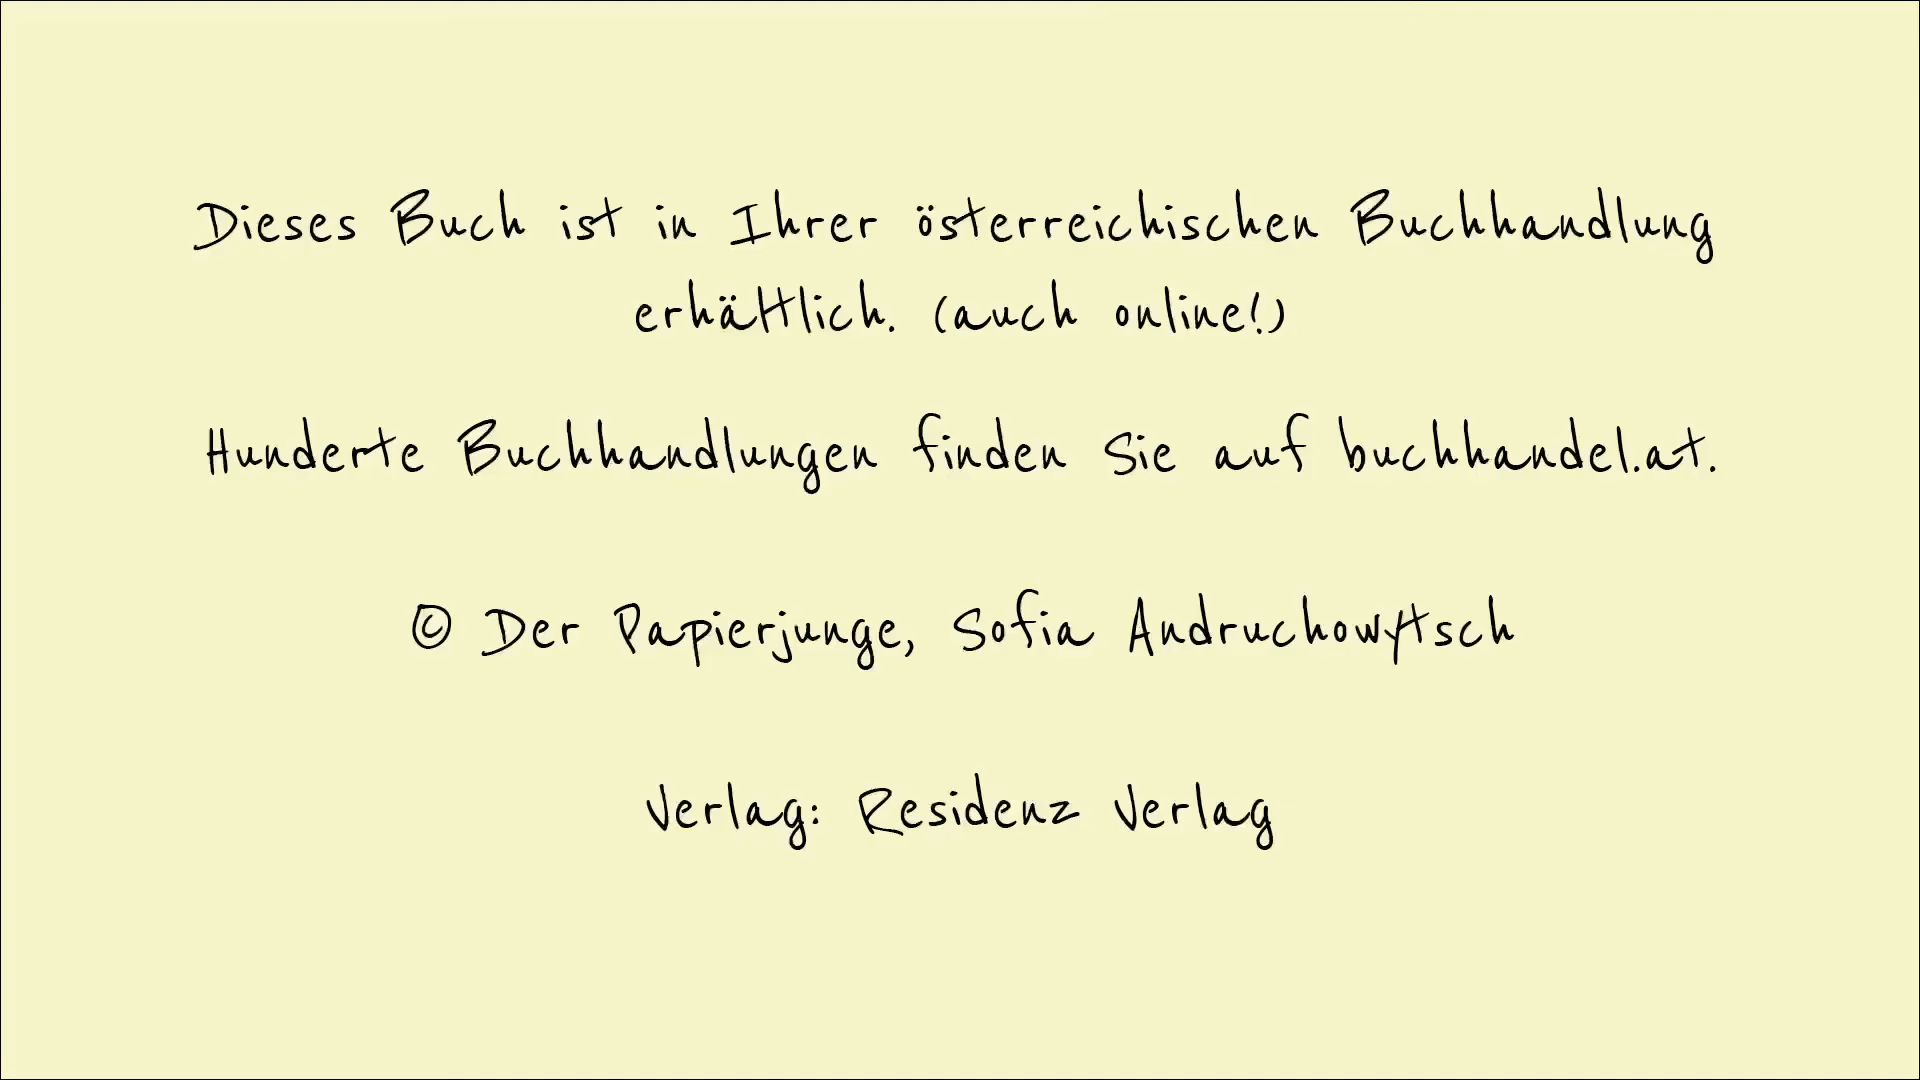 Dieses Buch ist in Ihrer österreichischen Buchhandlung
erhältlich. (auch online!)
Hunderte Buchhandlungen finden Sie auf buchhandel.at.
© Der Papierjunge, Sofia Andruchowytsch
Verlag: Residenz Verlag